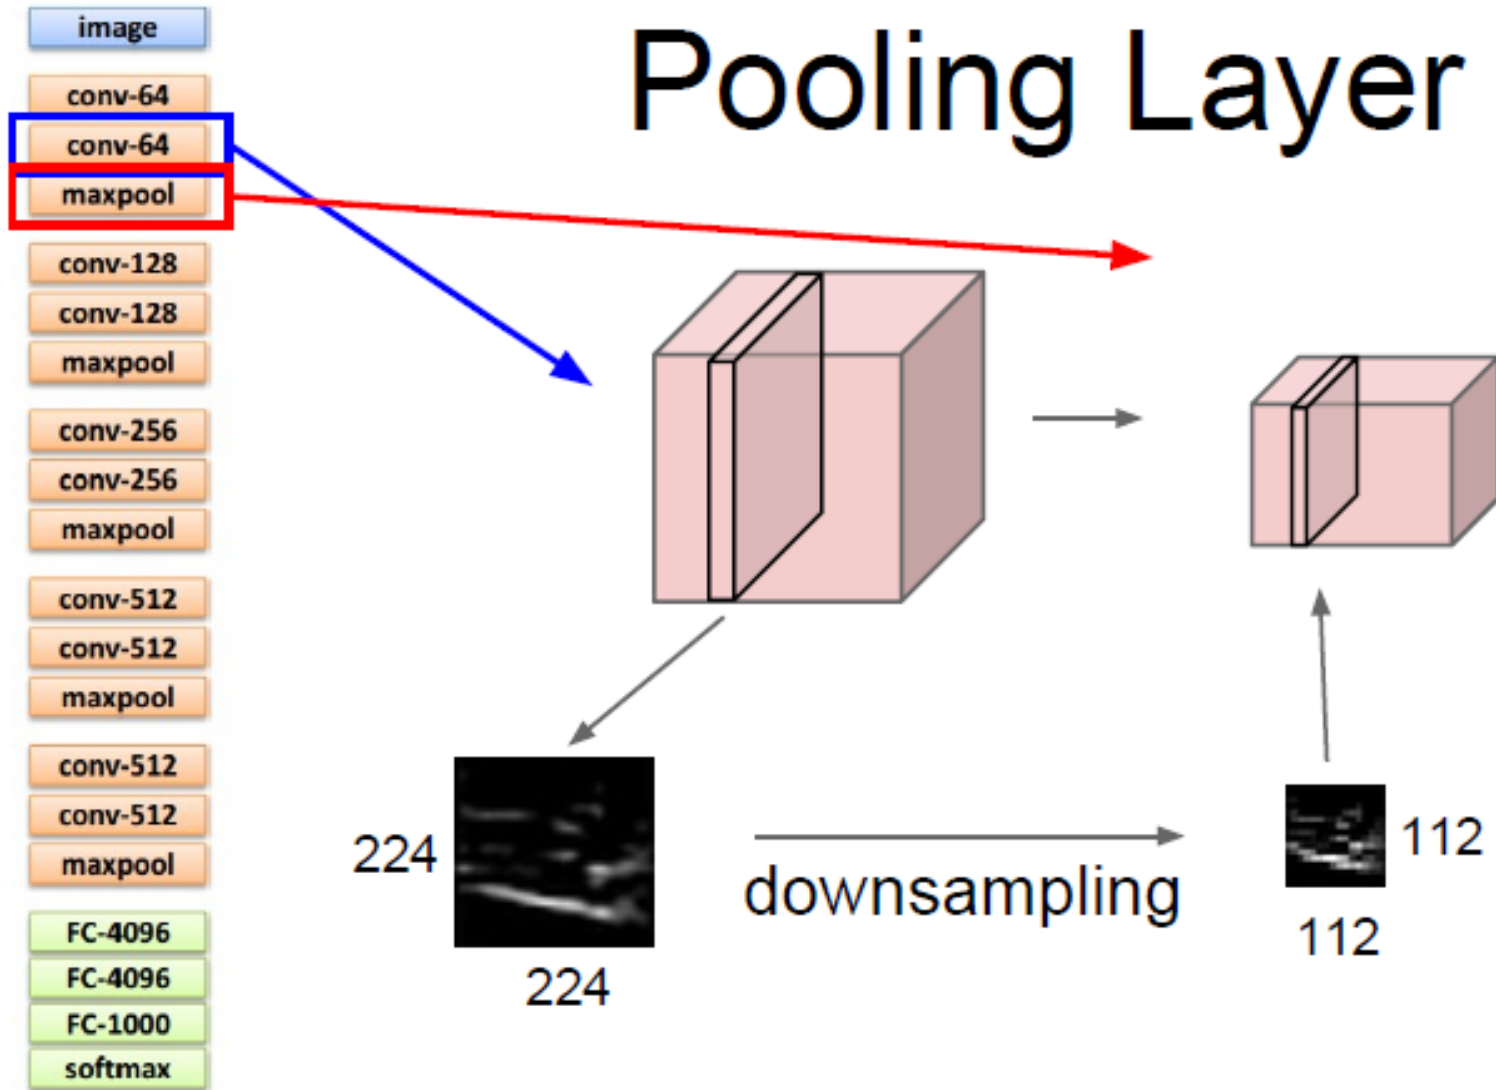 Pooling Layer
image
conv-64
conv-64
maxpool
conv-128
conv-128
maxpool
conv-256
conv-256
maxpool
conv-512
conv-512
maxpool
conv-512
conv-512
maxpool
FC-4096
FC-4096
FC-1000
softmax
224
224
downsampling
112
112